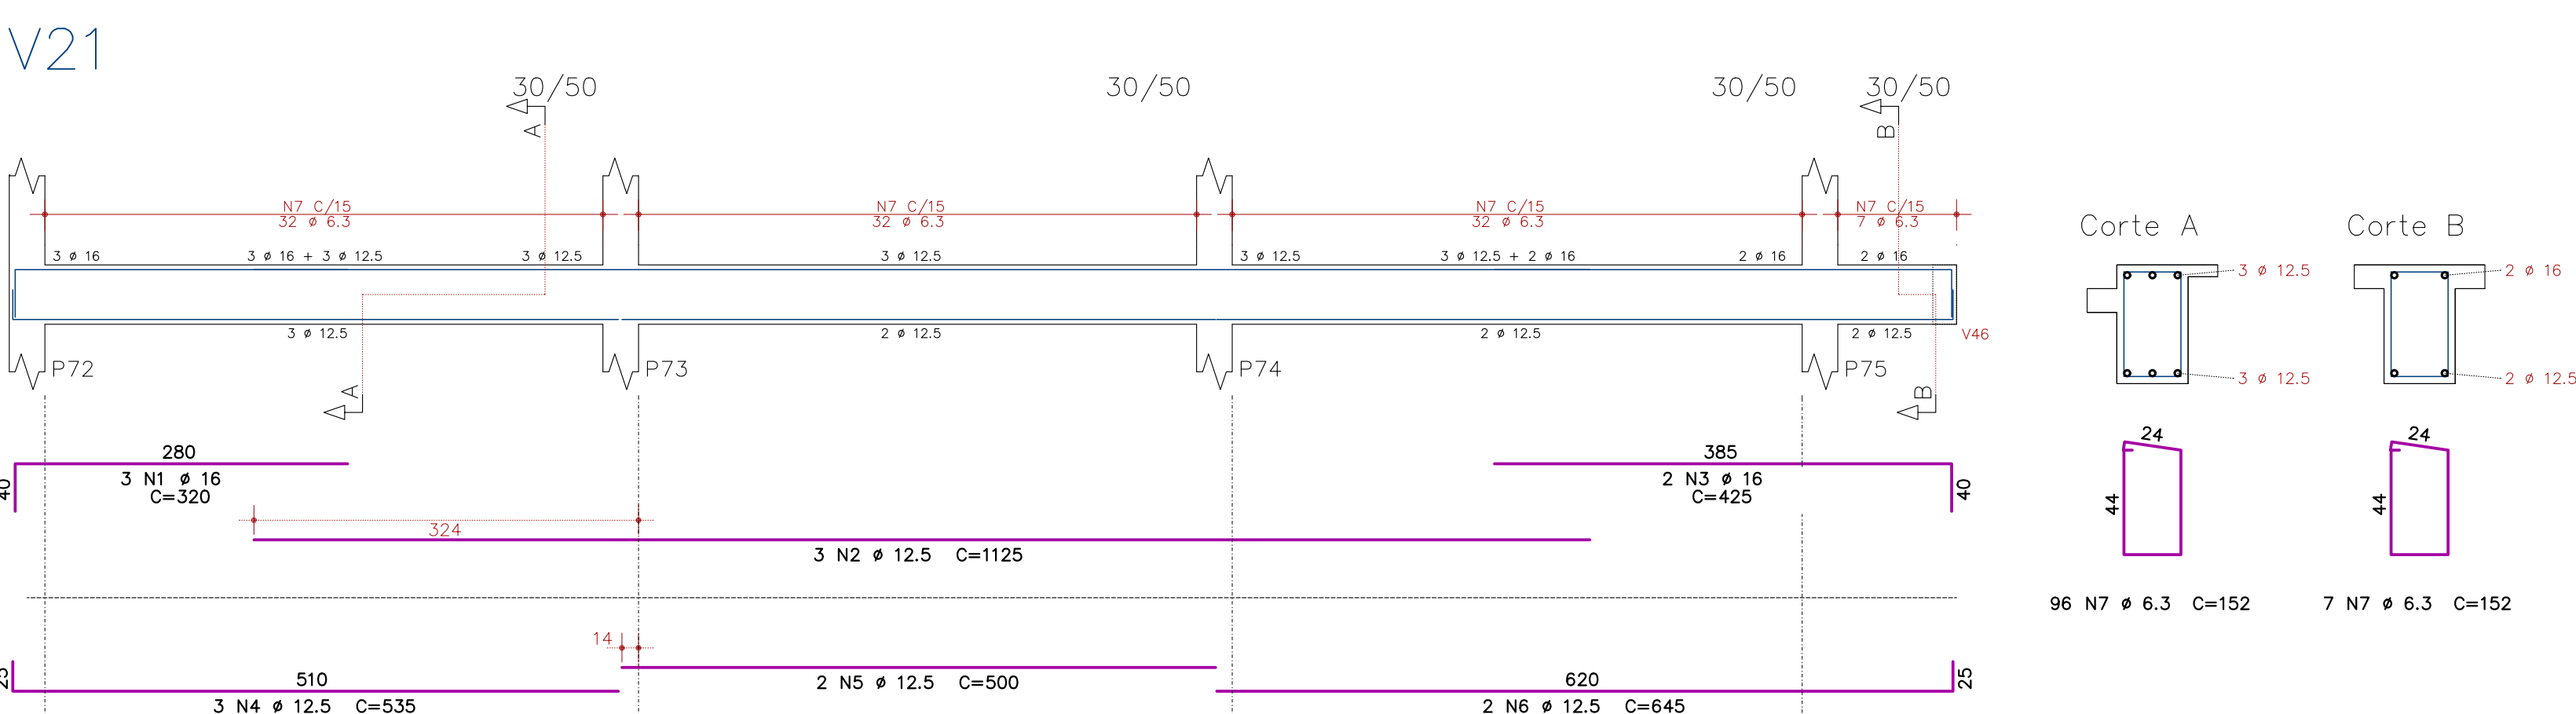 V21
30/50
30/50
30/50
30/50
A
B
N7 C/15
32 ø 6.3
N7 C/15
32 ø 6.3
N7 C/15
32 ø 6.3
N7 C/15
7 ø 6.3
Corte A
Corte B
3 ø 16
3 ø 16 + 3 ø 12.5
3 ø 12.5
3 ø 12.5
3 ø 12.5
3 ø 12.5 + 2 ø 16
2 ø 16
2 ø 16
3 ø 12.5
2 ø 16
3 ø 12.5
2 ø 12.5
2 ø 12.5
2 ø 12.5
V46
P72
P73
P74
P75
3 ø 12.5
2 ø 12.5
A
B
280
3 N1 ø 16
C=320
40
385
2 N3 ø 16
C=425
40
24
44
24
44
324
3 N2 ø 12.5 C=1125
96 N7 ø 6.3 C=152
7 N7 ø 6.3 C=152
14
25
510
3 N4 ø 12.5 C=535
2 N5 ø 12.5 C=500
620
2 N6 ø 12.5 C=645
25